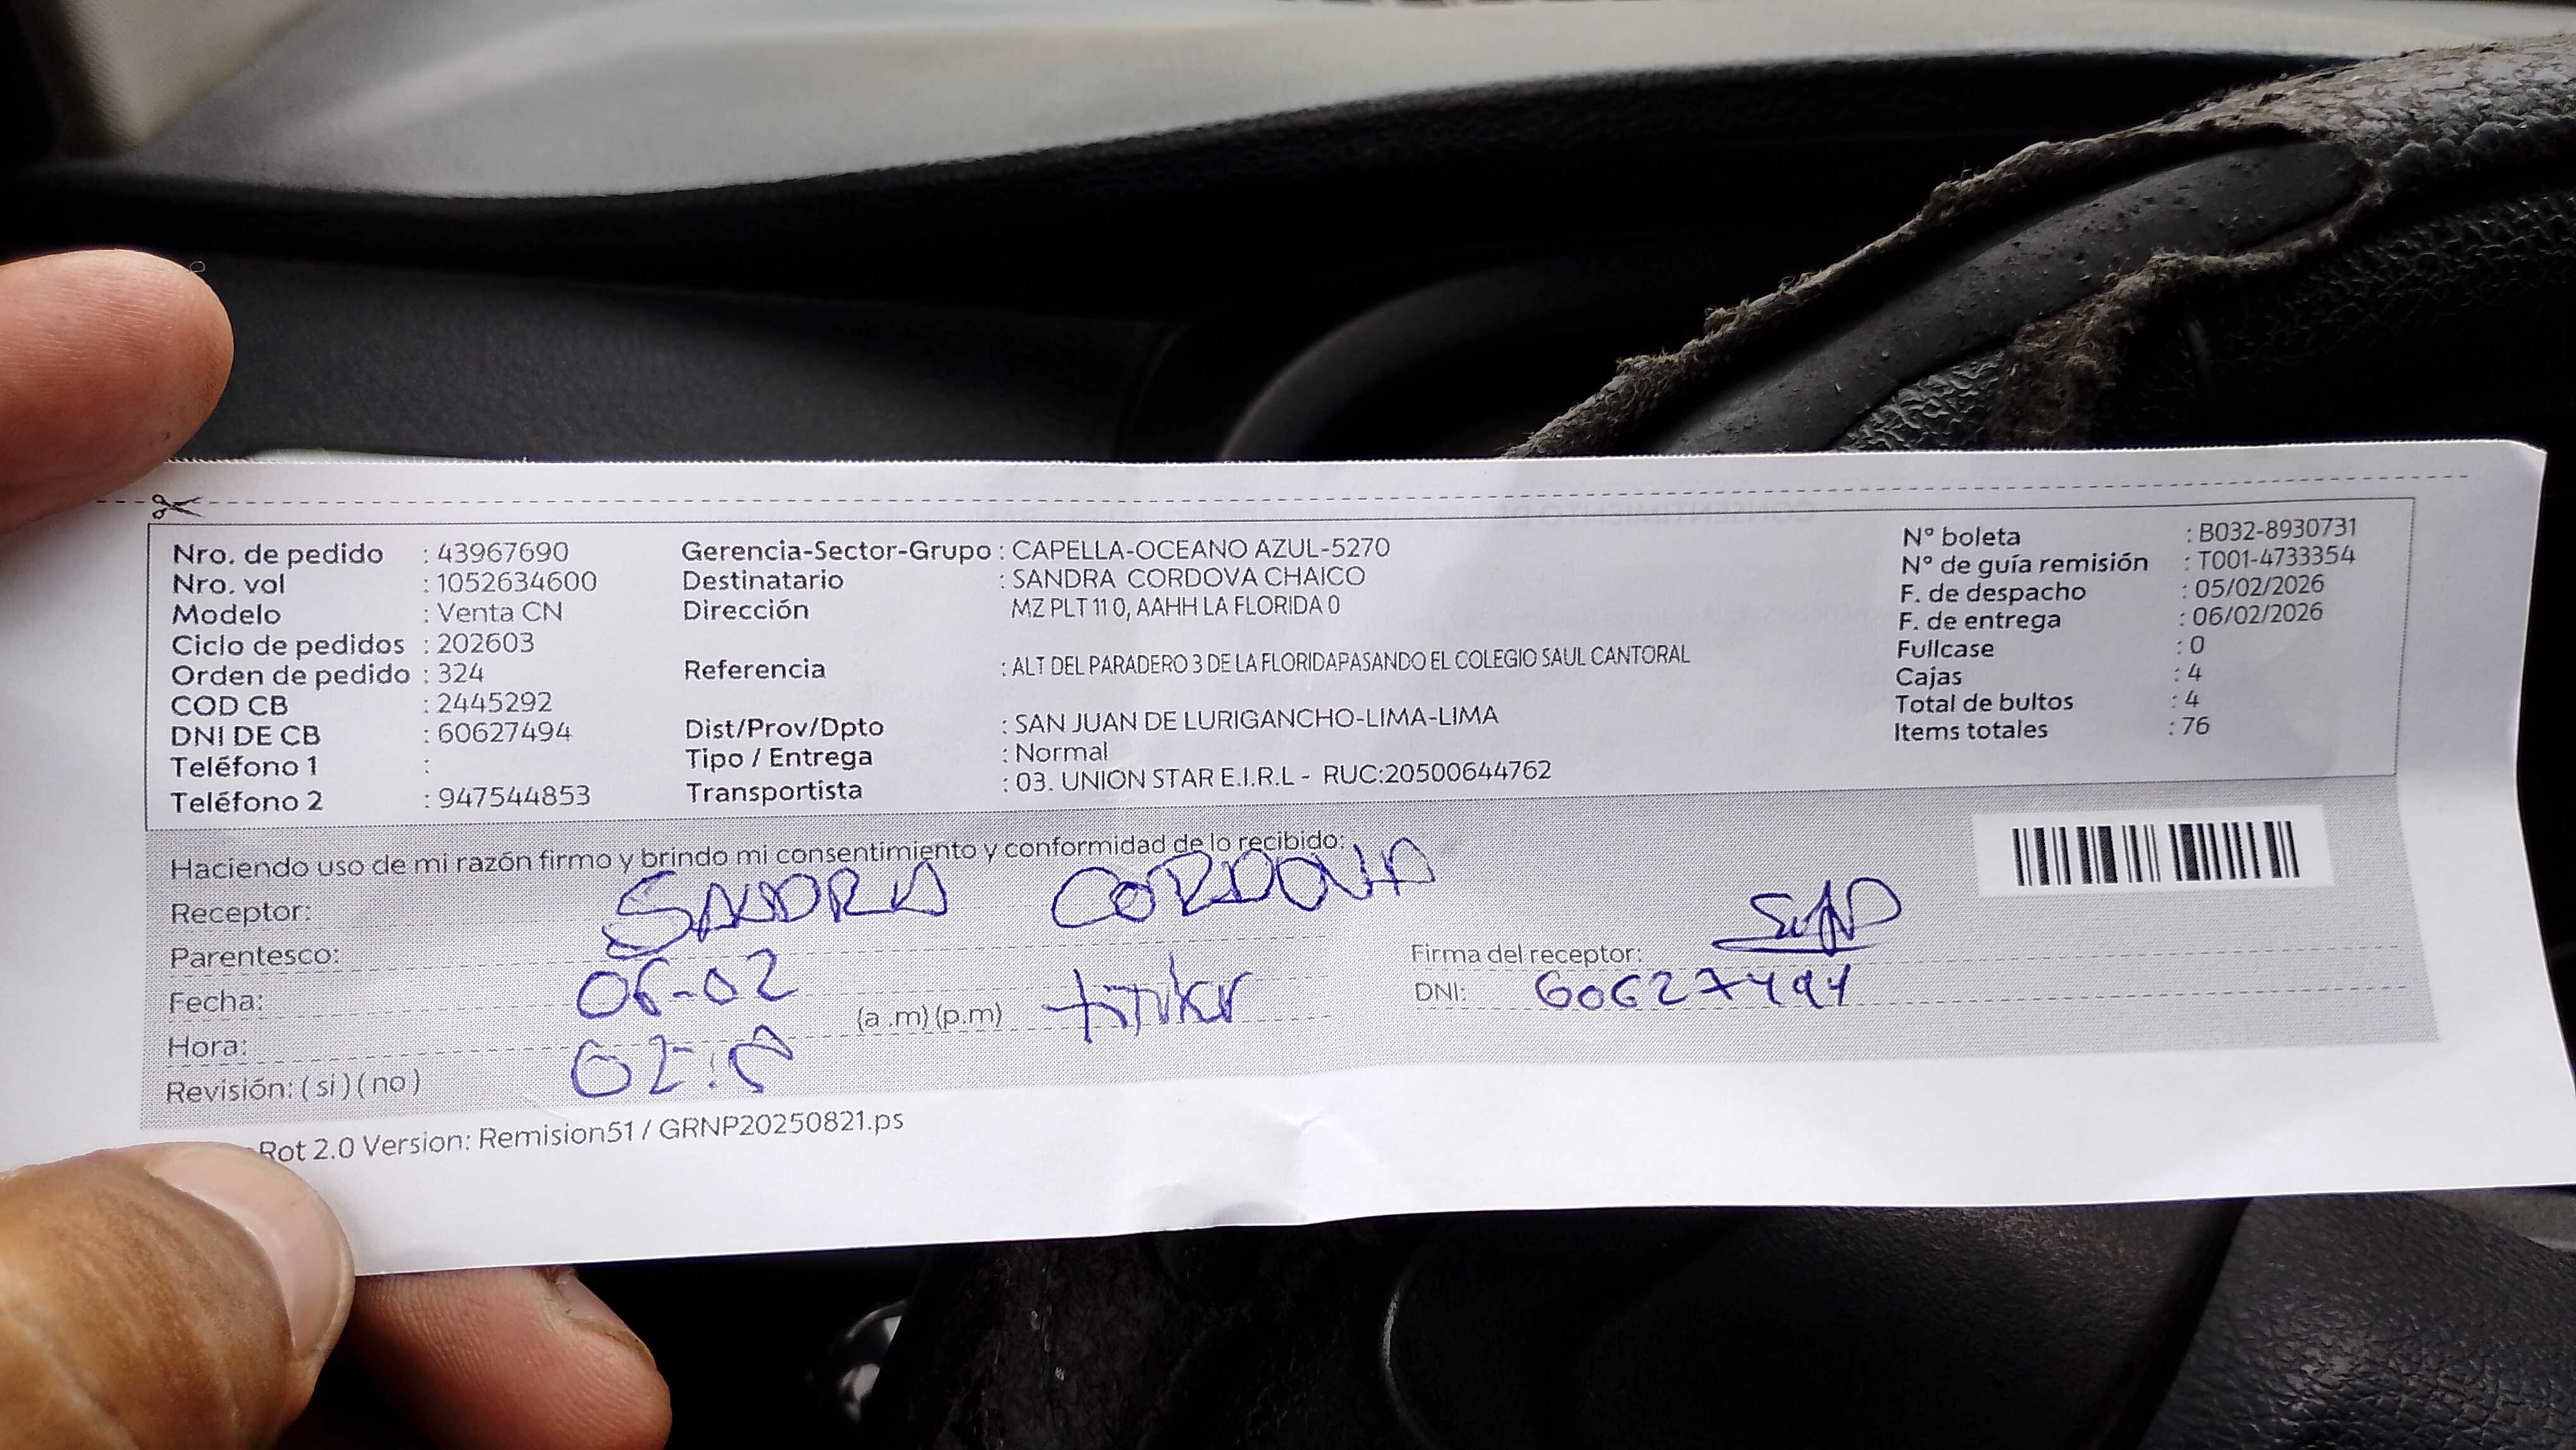 Nro. de pedido : 43967690
Nro. vol : 1052634600
Modelo : Venta CN
Ciclo de pedidos : 202603
Orden de pedido : 324
COD CB : 2445292
DNI DE CB : 60627494
Teléfono 1 :
Teléfono 2 : 947544853
Gerencia-Sector-Grupo : CAPELLA-OCEANO AZUL-5270
Destinatario : SANDRA CORDOVA CHAICO
Dirección MZ PLT 11 0, AAHH LA FLORIDA 0
Referencia : ALT DEL PARADERO 3 DE LA FLORIDAPASANDO EL COLEGIO SAUL CANTORAL
Dist/Prov/Dpto : SAN JUAN DE LURIGANCHO-LIMA-LIMA
Tipo / Entrega : Normal
Transportista : 03. UNION STAR E.I.R.L - RUC:20500644762
N° boleta : B032-8930731
N° de guía remisión : T001-4733354
F. de despacho : 05/02/2026
F. de entrega : 06/02/2026
Fullcase : 0
Cajas : 4
Total de bultos : 4
Items totales : 76
Haciendo uso de mi razón firmo y brindo mi consentimiento y conformidad de lo recibido:
Receptor: SANDRA CORDOVA
Parentesco:
Fecha: 06-02
Hora: (a .m) (p.m)
Revisión: ( si ) ( no )
Firma del receptor:
DNI: 60627494
Rot 2.0 Version: Remision51 / GRNP20250821.ps